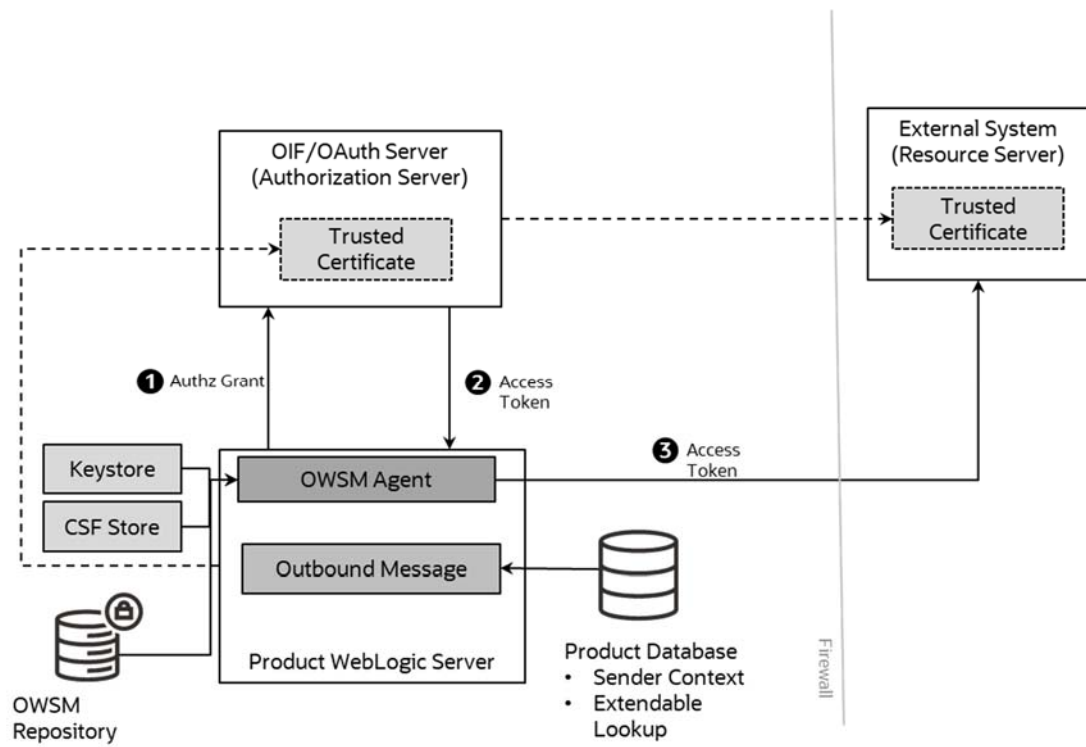 OIF/OAuth Server
(Authorization Server)
Trusted
Certificate
External System
(Resource Server)
Trusted
Certificate
1 Authz Grant
2 Access
Token
3 Access
Token
Keystore
CSF Store
OWSM Agent
Outbound Message
Product WebLogic Server
OWSM
Repository
Product Database
• Sender Context
• Extendable
Lookup
Firewall